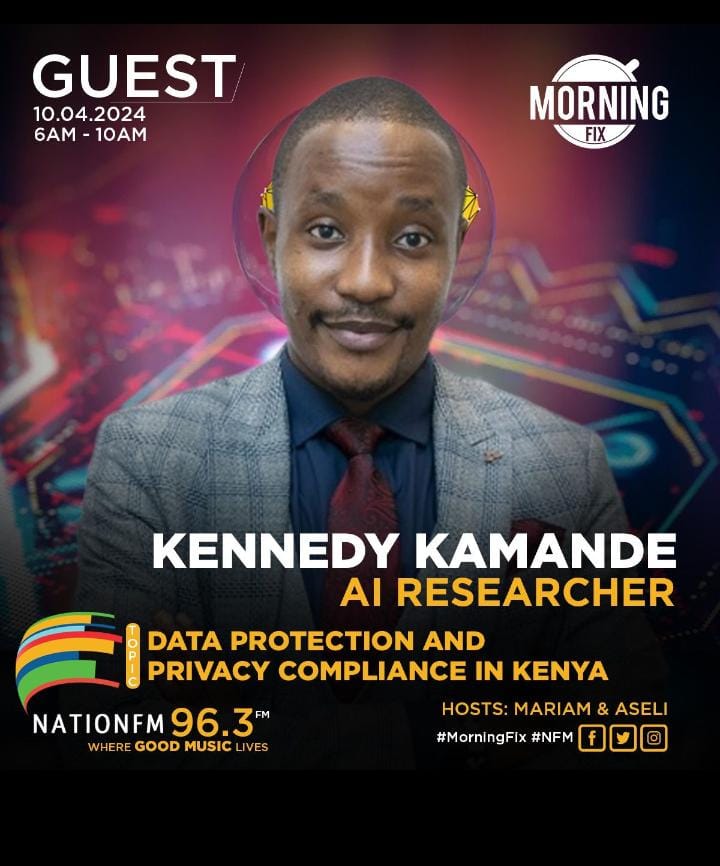 GUEST
10.04.2024
6AM - 10AM
MORNING
FIX
KENNEDY KAMANDE
AI RESEARCHER
TOPIC
DATA PROTECTION AND
PRIVACY COMPLIANCE IN KENYA
NATIONFM 96.3 FM
WHERE GOOD MUSIC LIVES
HOSTS: MARIAM & ASELI
#MorningFix #NFM